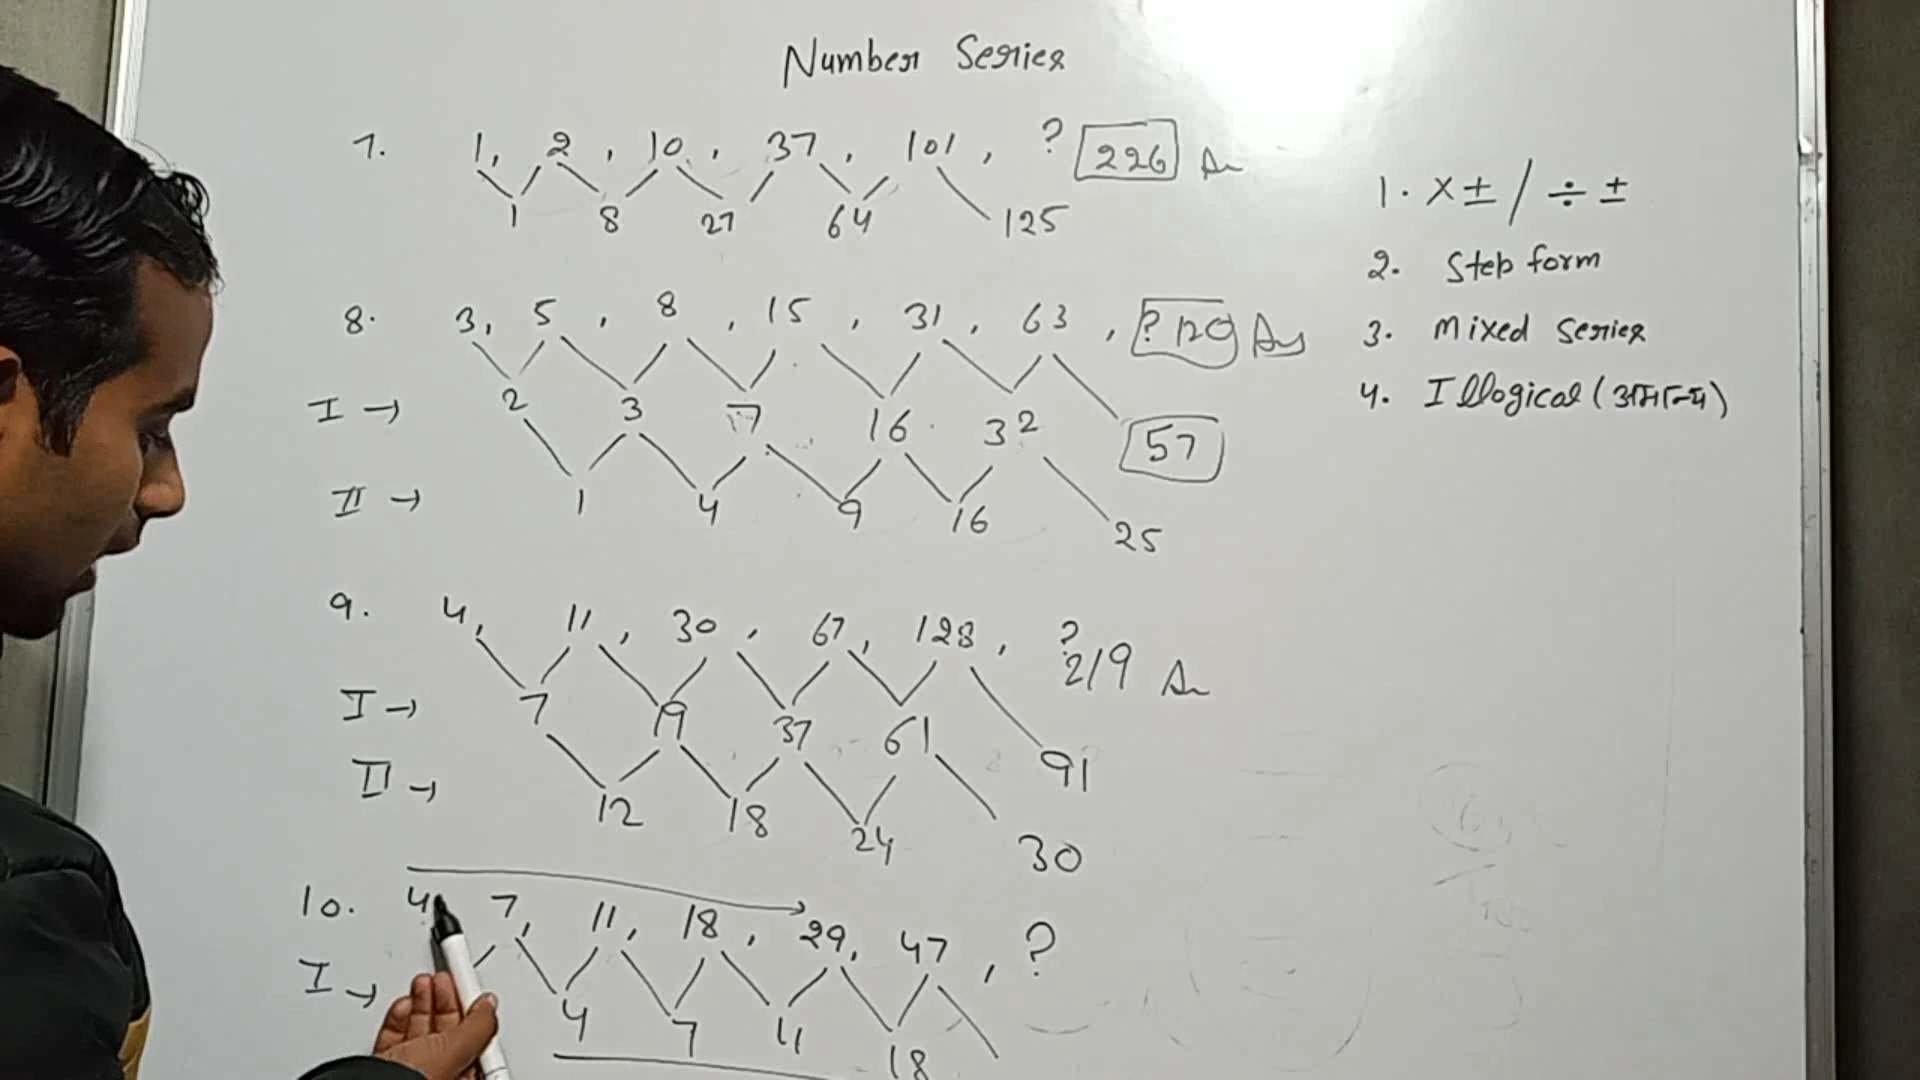 Number Series
7. 1, 2, 10, 37, 101, ? 226 An
1 8 27 64 125
8. 3, 5, 8, 15, 31, 63, ? 120 Ans
I → 2 3 7 16 32 57
II → 1 4 9 16 25
9. 4, 11, 30, 67, 128, ?
219 An
I → 7 19 37 61 91
II → 12 18 24 30
10. 4 7, 11, 18, 29, 47, ?
I → 4 7 11 18
1. ×± / ÷±
2. Step form
3. Mixed Series
4. Illogical (